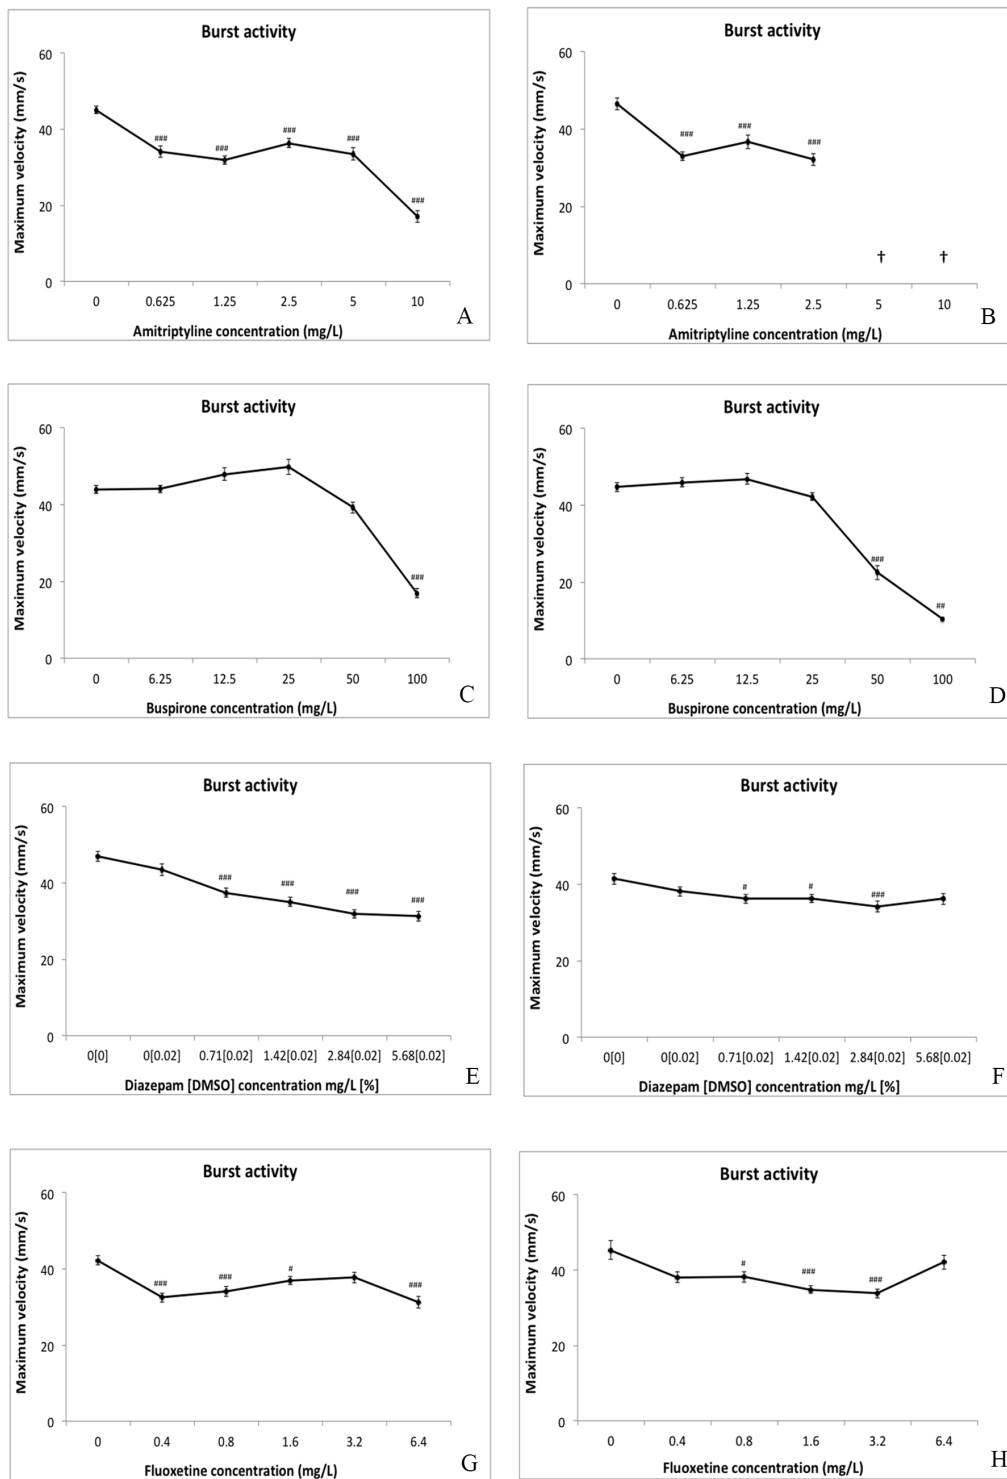 Burst activity
Maximum velocity (mm/s)
60
40
20
0
###
###
###
###
###
0 0.625 1.25 2.5 5 10
Amitriptyline concentration (mg/L)
A
Burst activity
Maximum velocity (mm/s)
60
40
20
0
###
###
###
† †
0 0.625 1.25 2.5 5 10
Amitriptyline concentration (mg/L)
B
Burst activity
Maximum velocity (mm/s)
60
40
20
0
###
0 6.25 12.5 25 50 100
Buspirone concentration (mg/L)
C
Burst activity
Maximum velocity (mm/s)
60
40
20
0
###
##
0 6.25 12.5 25 50 100
Buspirone concentration (mg/L)
D
Burst activity
Maximum velocity (mm/s)
60
40
20
0
###
###
###
###
0[0] 0[0.02] 0.71[0.02] 1.42[0.02] 2.84[0.02] 5.68[0.02]
Diazepam [DMSO] concentration mg/L [%]
E
Burst activity
Maximum velocity (mm/s)
60
40
20
0
#
#
###
0[0] 0[0.02] 0.71[0.02] 1.42[0.02] 2.84[0.02] 5.68[0.02]
Diazepam [DMSO] concentration mg/L [%]
F
Burst activity
Maximum velocity (mm/s)
60
40
20
0
###
###
#
###
0 0.4 0.8 1.6 3.2 6.4
Fluoxetine concentration (mg/L)
G
Burst activity
Maximum velocity (mm/s)
60
40
20
0
#
###
###
0 0.4 0.8 1.6 3.2 6.4
Fluoxetine concentration (mg/L)
H